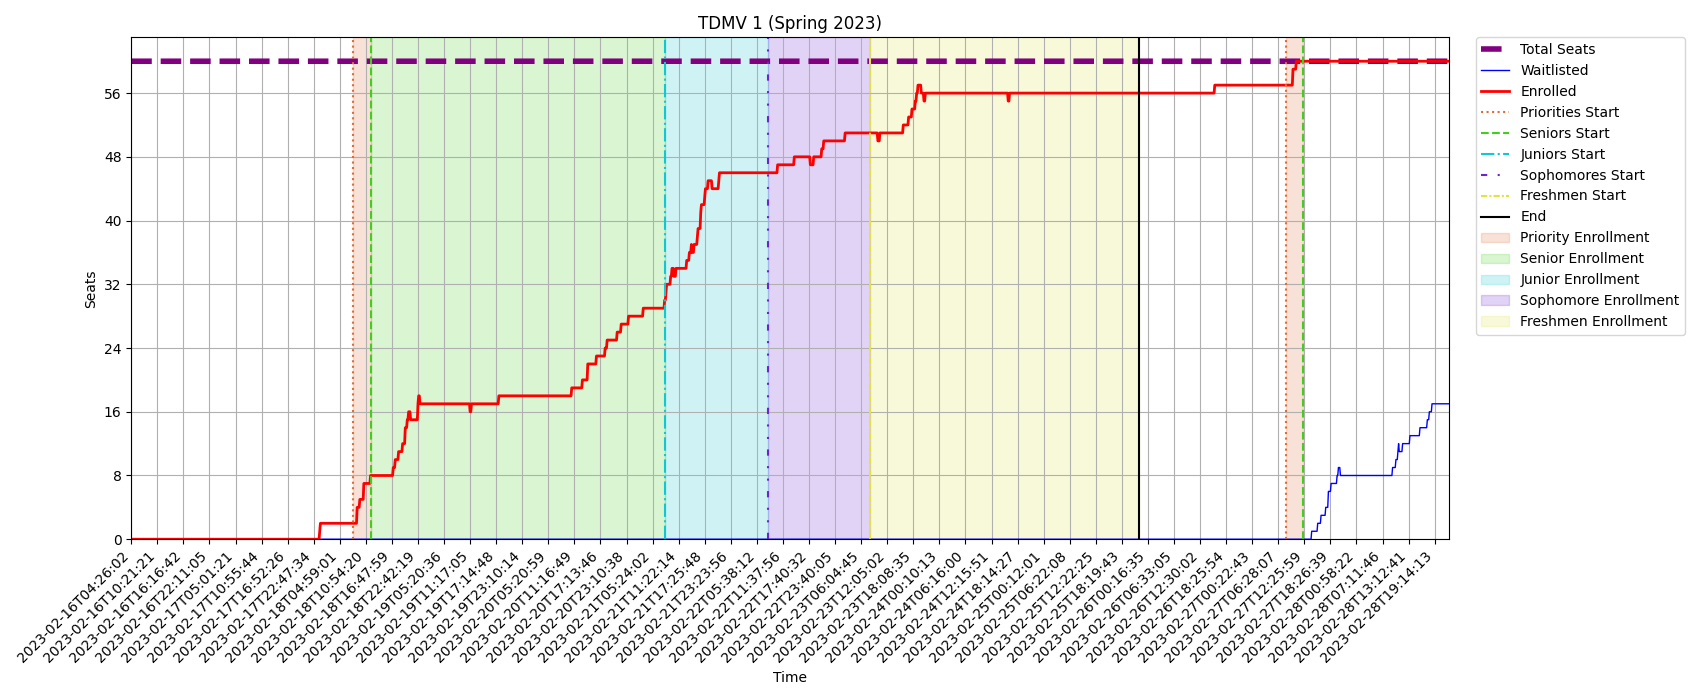 TDMV 1 (Spring 2023)
Total Seats
Waitlisted
Enrolled
Priorities Start
Seniors Start
Juniors Start
Sophomores Start
Freshmen Start
End
Priority Enrollment
Senior Enrollment
Junior Enrollment
Sophomore Enrollment
Freshmen Enrollment
Seats
56
48
40
32
24
16
8
0
2023-02-16T04:26:02
2023-02-16T10:21:21
2023-02-16T16:16:42
2023-02-16T22:11:05
2023-02-17T05:01:21
2023-02-17T10:55:44
2023-02-17T16:52:26
2023-02-17T22:47:34
2023-02-18T04:59:01
2023-02-18T10:54:20
2023-02-18T16:47:59
2023-02-18T22:42:19
2023-02-19T05:20:36
2023-02-19T11:17:05
2023-02-19T17:14:48
2023-02-19T23:10:14
2023-02-20T05:20:59
2023-02-20T11:16:49
2023-02-20T17:13:46
2023-02-20T23:10:38
2023-02-21T05:24:02
2023-02-21T11:22:14
2023-02-21T17:25:48
2023-02-21T23:23:56
2023-02-22T05:38:12
2023-02-22T11:37:56
2023-02-22T17:40:32
2023-02-22T23:40:05
2023-02-23T06:04:45
2023-02-23T12:05:02
2023-02-23T18:08:35
2023-02-24T00:10:13
2023-02-24T06:16:00
2023-02-24T12:15:51
2023-02-24T18:14:27
2023-02-25T00:12:01
2023-02-25T06:22:08
2023-02-25T12:22:25
2023-02-25T18:19:43
2023-02-26T00:16:35
2023-02-26T06:33:05
2023-02-26T12:30:02
2023-02-26T18:25:54
2023-02-27T00:22:43
2023-02-27T06:28:07
2023-02-27T12:25:59
2023-02-27T18:26:39
2023-02-28T00:58:22
2023-02-28T07:11:46
2023-02-28T13:12:41
2023-02-28T19:14:13
Time